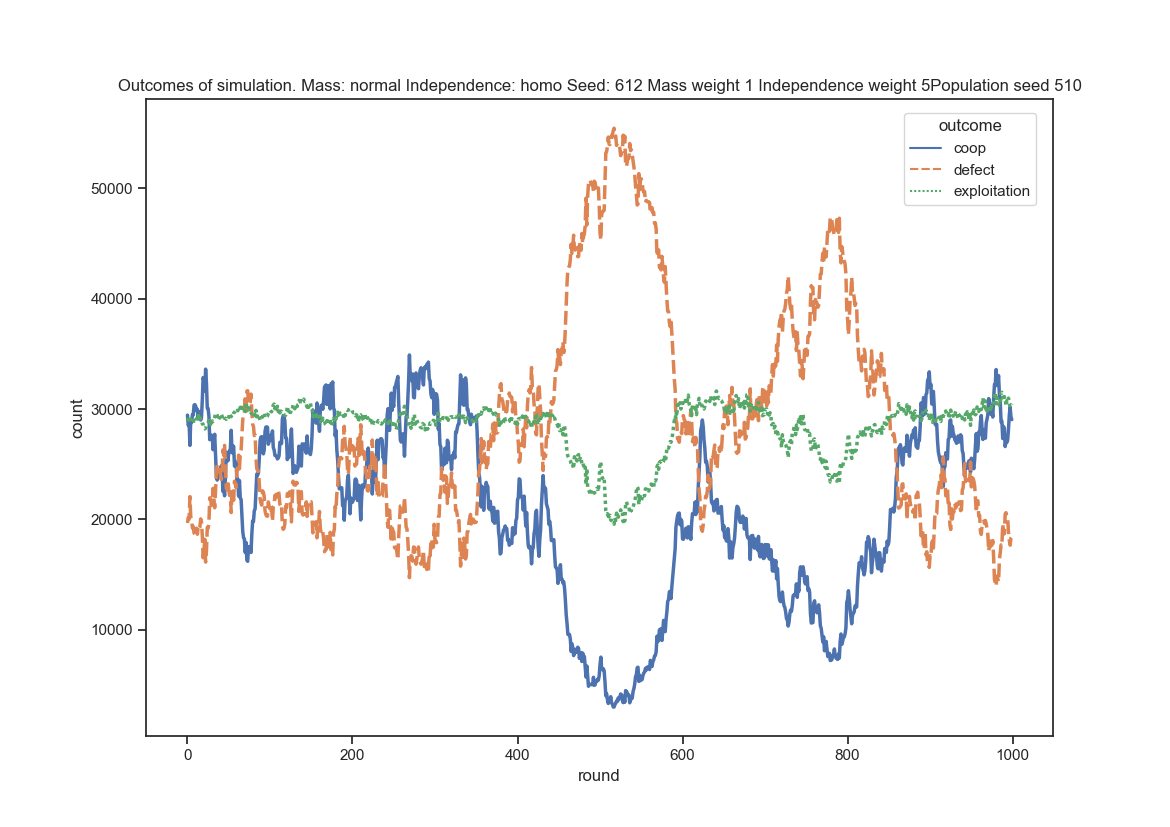 Outcomes of simulation. Mass: normal Independence: homo Seed: 612 Mass weight 1 Independence weight 5Population seed 510
outcome
coop
defect
exploitation
50000
40000
30000
20000
10000
count
0 200 400 600 800 1000
round